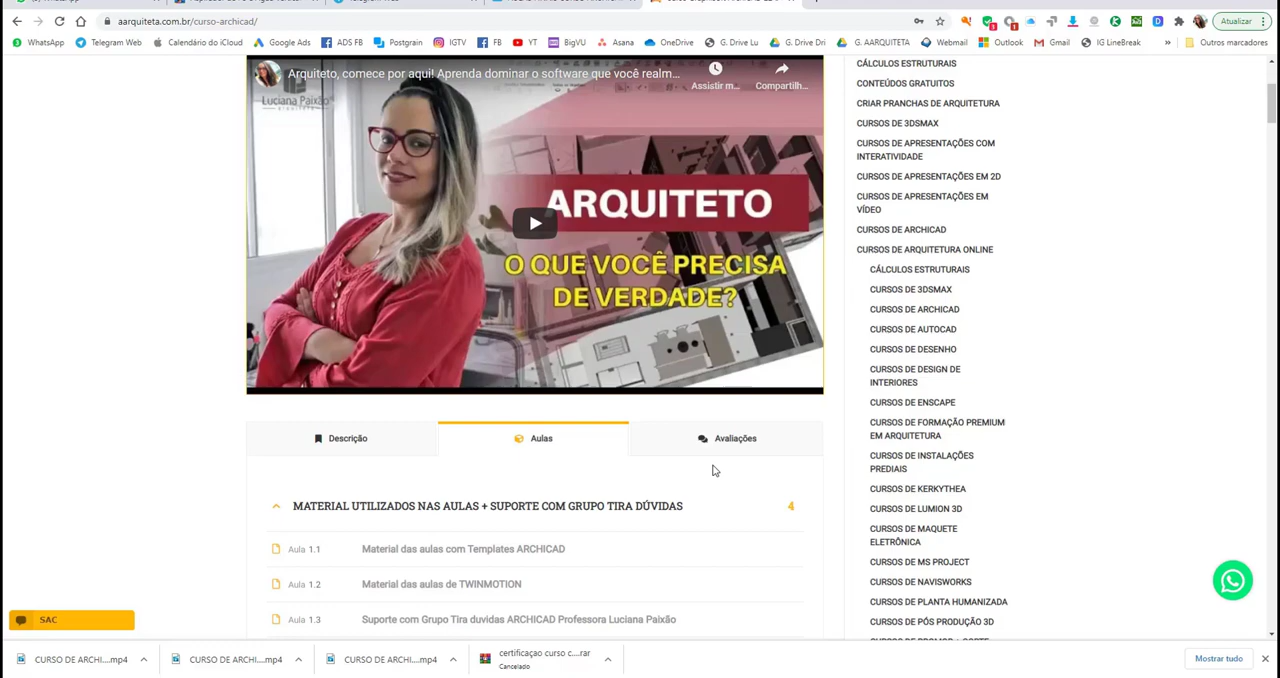 aarquiteta.com.br/curso-archicad/
Atualizar
WhatsApp
Telegram Web
Calendário do iCloud
Google Ads
ADS FB
Postgrain
IGTV
FB
YT
BigVU
Asana
OneDrive
G. Drive Lu
G. Drive Dri
G. AARQUITETA
Webmail
Outlook
Gmail
IG LineBreak
»
Outros marcadores
Arquiteto, comece por aqui! Aprenda dominar o software que você realm...
Assistir m...
Compartilh...
Luciana Paixão
arquiteta
ARQUITETO
O QUE VOCÊ PRECISA
DE VERDADE?
Descrição
Aulas
Avaliações
MATERIAL UTILIZADOS NAS AULAS + SUPORTE COM GRUPO TIRA DÚVIDAS
4
Aula 1.1
Material das aulas com Templates ARCHICAD
Aula 1.2
Material das aulas de TWINMOTION
Aula 1.3
Suporte com Grupo Tira duvidas ARCHICAD Professora Luciana Paixão
CÁLCULOS ESTRUTURAIS
CONTEÚDOS GRATUITOS
CRIAR PRANCHAS DE ARQUITETURA
CURSOS DE 3DSMAX
CURSOS DE APRESENTAÇÕES COM
INTERATIVIDADE
CURSOS DE APRESENTAÇÕES EM 2D
CURSOS DE APRESENTAÇÕES EM
VÍDEO
CURSOS DE ARCHICAD
CURSOS DE ARQUITETURA ONLINE
CÁLCULOS ESTRUTURAIS
CURSOS DE 3DSMAX
CURSOS DE ARCHICAD
CURSOS DE AUTOCAD
CURSOS DE DESENHO
CURSOS DE DESIGN DE
INTERIORES
CURSOS DE ENSCAPE
CURSOS DE FORMAÇÃO PREMIUM
EM ARQUITETURA
CURSOS DE INSTALAÇÕES
PREDIAIS
CURSOS DE KERKYTHEA
CURSOS DE LUMION 3D
CURSOS DE MAQUETE
ELETRÔNICA
CURSOS DE MS PROJECT
CURSOS DE NAVISWORKS
CURSOS DE PLANTA HUMANIZADA
CURSOS DE PÓS PRODUÇÃO 3D
SAC
CURSO DE ARCHI....mp4
CURSO DE ARCHI....mp4
CURSO DE ARCHI....mp4
certificaçao curso c....rar
Cancelado
Mostrar tudo